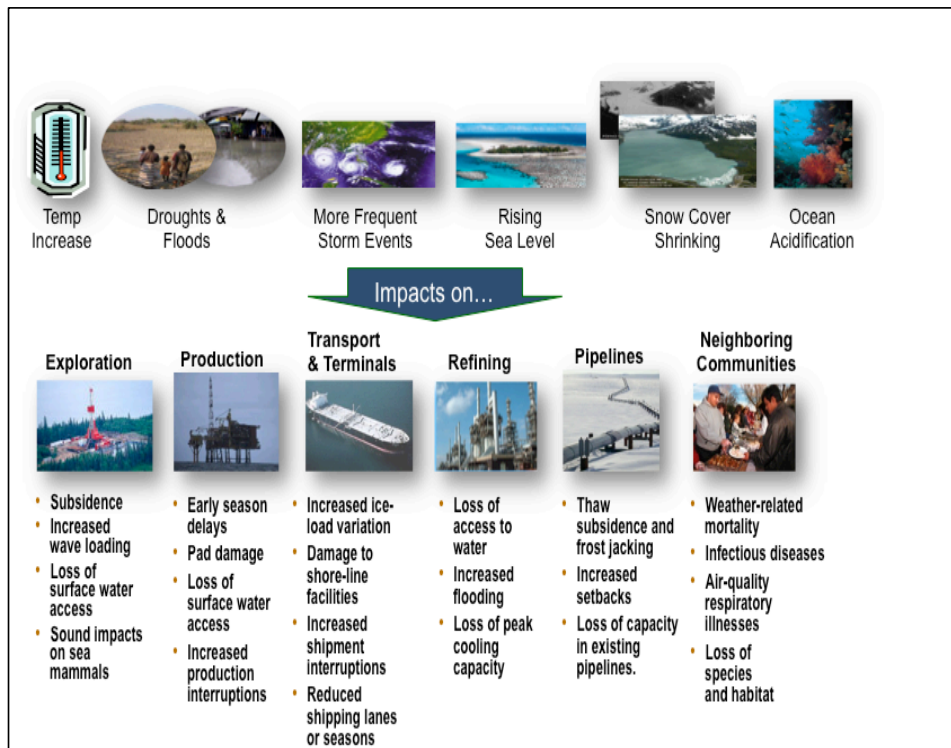 Temp
Increase
Droughts &
Floods
More Frequent
Storm Events
Rising
Sea Level
Snow Cover
Shrinking
Ocean
Acidification
Impacts on...
Exploration
• Subsidence
• Increased
wave loading
• Loss of
surface water
access
• Sound impacts
on sea
mammals
Production
• Early season
delays
• Pad damage
• Loss of
surface water
access
• Increased
production
interruptions
Transport
& Terminals
• Increased ice-
load variation
• Damage to
shore-line
facilities
• Increased
shipment
interruptions
• Reduced
shipping lanes
or seasons
Refining
• Loss of
access to
water
• Increased
flooding
• Loss of peak
cooling
capacity
Pipelines
• Thaw
subsidence and
frost jacking
• Increased
setbacks
• Loss of capacity
in existing
pipelines.
Neighboring
Communities
• Weather-related
mortality
• Infectious diseases
• Air-quality
respiratory
illnesses
• Loss of
species
and habitat